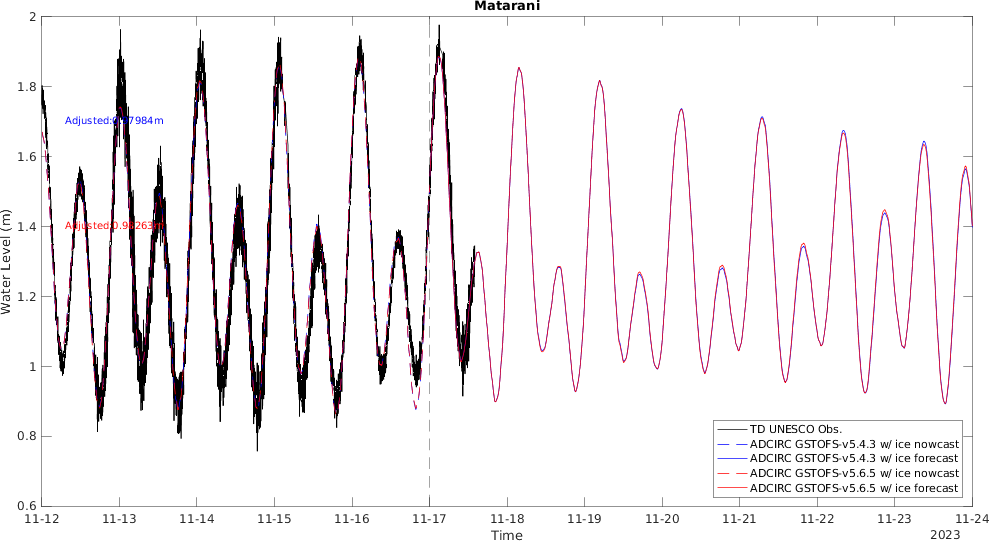 Matarani
Water Level (m)
2
1.8
1.6
1.4
1.2
1
0.8
0.6
11-12
11-13
11-14
11-15
11-16
11-17
11-18
11-19
11-20
11-21
11-22
11-23
11-24
Time
2023
TD UNESCO Obs.
ADCIRC GSTOFS-v5.4.3 w/ ice nowcast
ADCIRC GSTOFS-v5.4.3 w/ ice forecast
ADCIRC GSTOFS-v5.6.5 w/ ice nowcast
ADCIRC GSTOFS-v5.6.5 w/ ice forecast